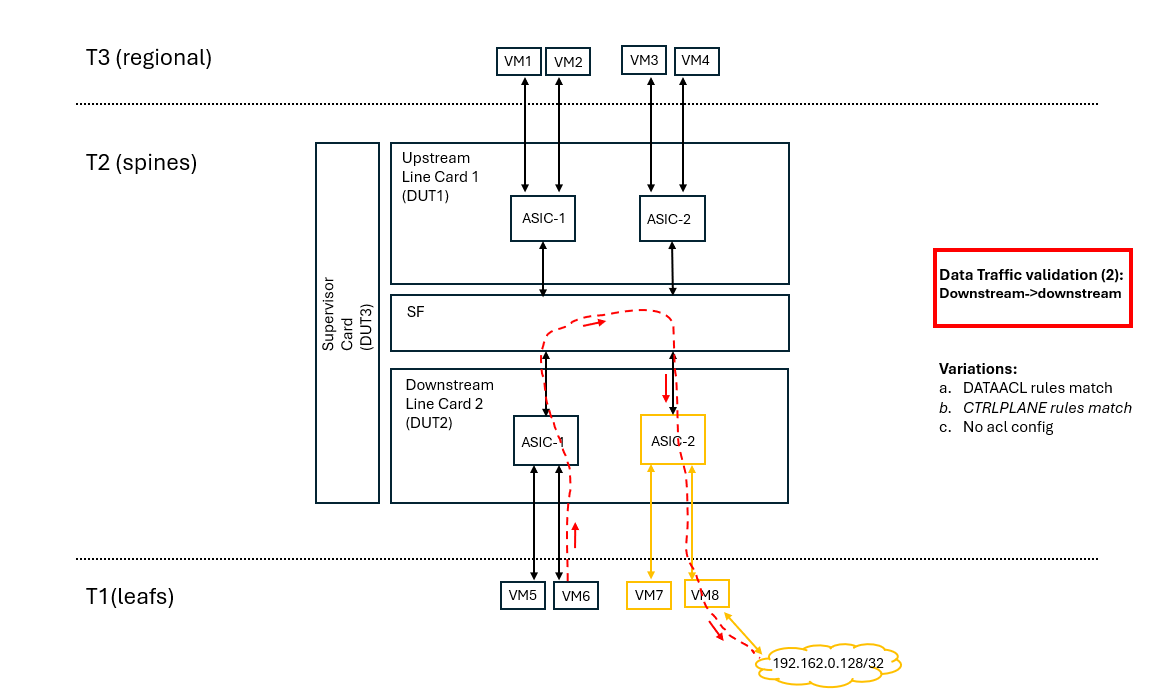 T3 (regional)
VM1
VM2
VM3
VM4
T2 (spines)
Supervisor
Card
(DUT3)
Upstream
Line Card 1
(DUT1)
ASIC-1
ASIC-2
SF
Downstream
Line Card 2
(DUT2)
ASIC-1
ASIC-2
Data Traffic validation (2):
Downstream->downstream
Variations:
a. DATAACL rules match
b. CTRLPLANE rules match
c. No acl config
T1(leafs)
VM5
VM6
VM7
VM8
192.162.0.128/32